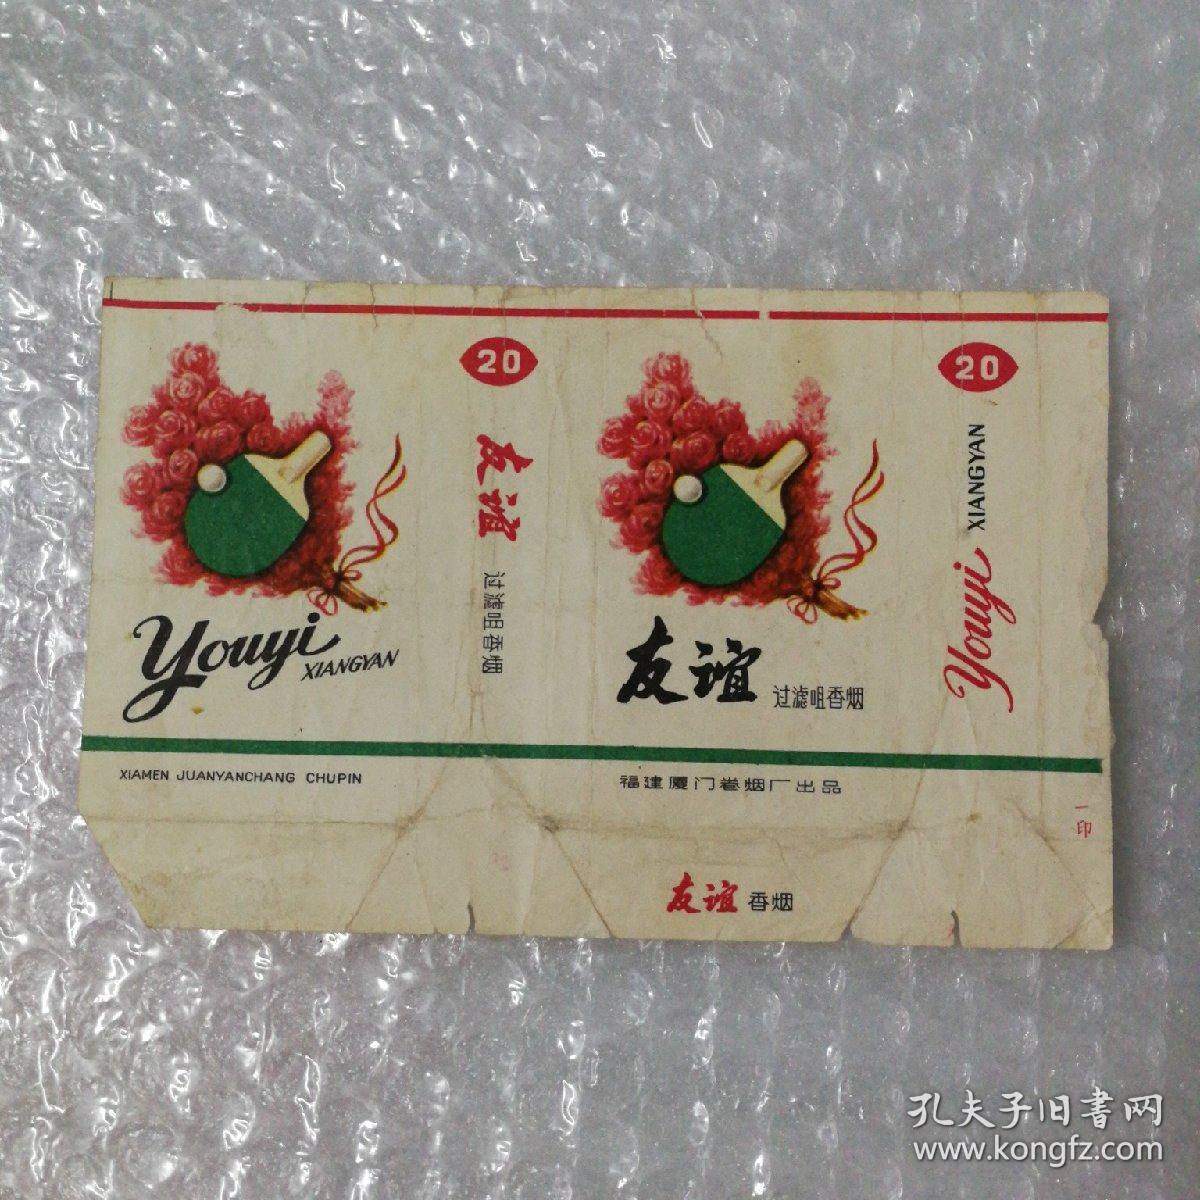 20
友谊
过滤咀香烟
Youyi
XIANGYAN
XIAMEN JUANYANCHANG CHUPIN
20
Youyi XIANGYAN
友谊 过滤咀香烟
福建厦门卷烟厂出品
一印
友谊 香烟
孔夫子旧書网
www.kongfz.com